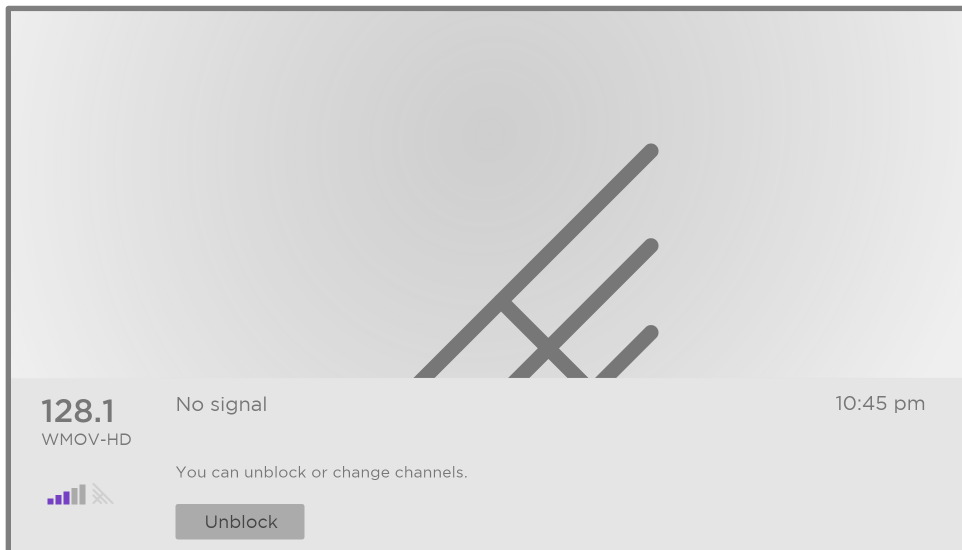 128.1
WMOV-HD
No signal
10:45 pm
You can unblock or change channels.
Unblock